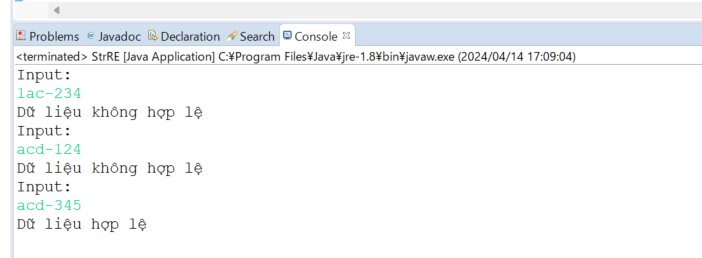 Problems Javadoc Declaration Search Console
<terminated> StrRE [Java Application] C:¥Program Files¥Java¥jre-1.8¥bin¥javaw.exe (2024/04/14 17:09:04)
Input:
1ac-234
Dữ liệu không hợp lệ
Input:
acd-124
Dữ liệu không hợp lệ
Input:
acd-345
Dữ liệu hợp lệ